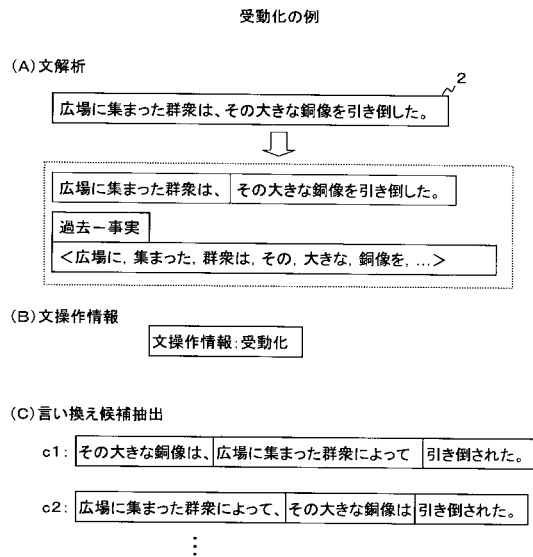 受動化の例
(A)文解析
2
広場に集まった群衆は、その大きな銅像を引き倒した。
広場に集まった群衆は、その大きな銅像を引き倒した。
過去ー事実
<広場に, 集まった, 群衆は, その, 大きな, 銅像を, ...>
(B)文操作情報
文操作情報:受動化
(C)言い換え候補抽出
c1: その大きな銅像は、広場に集まった群衆によって 引き倒された。
c2: 広場に集まった群衆によって、その大きな銅像は 引き倒された。
⋮